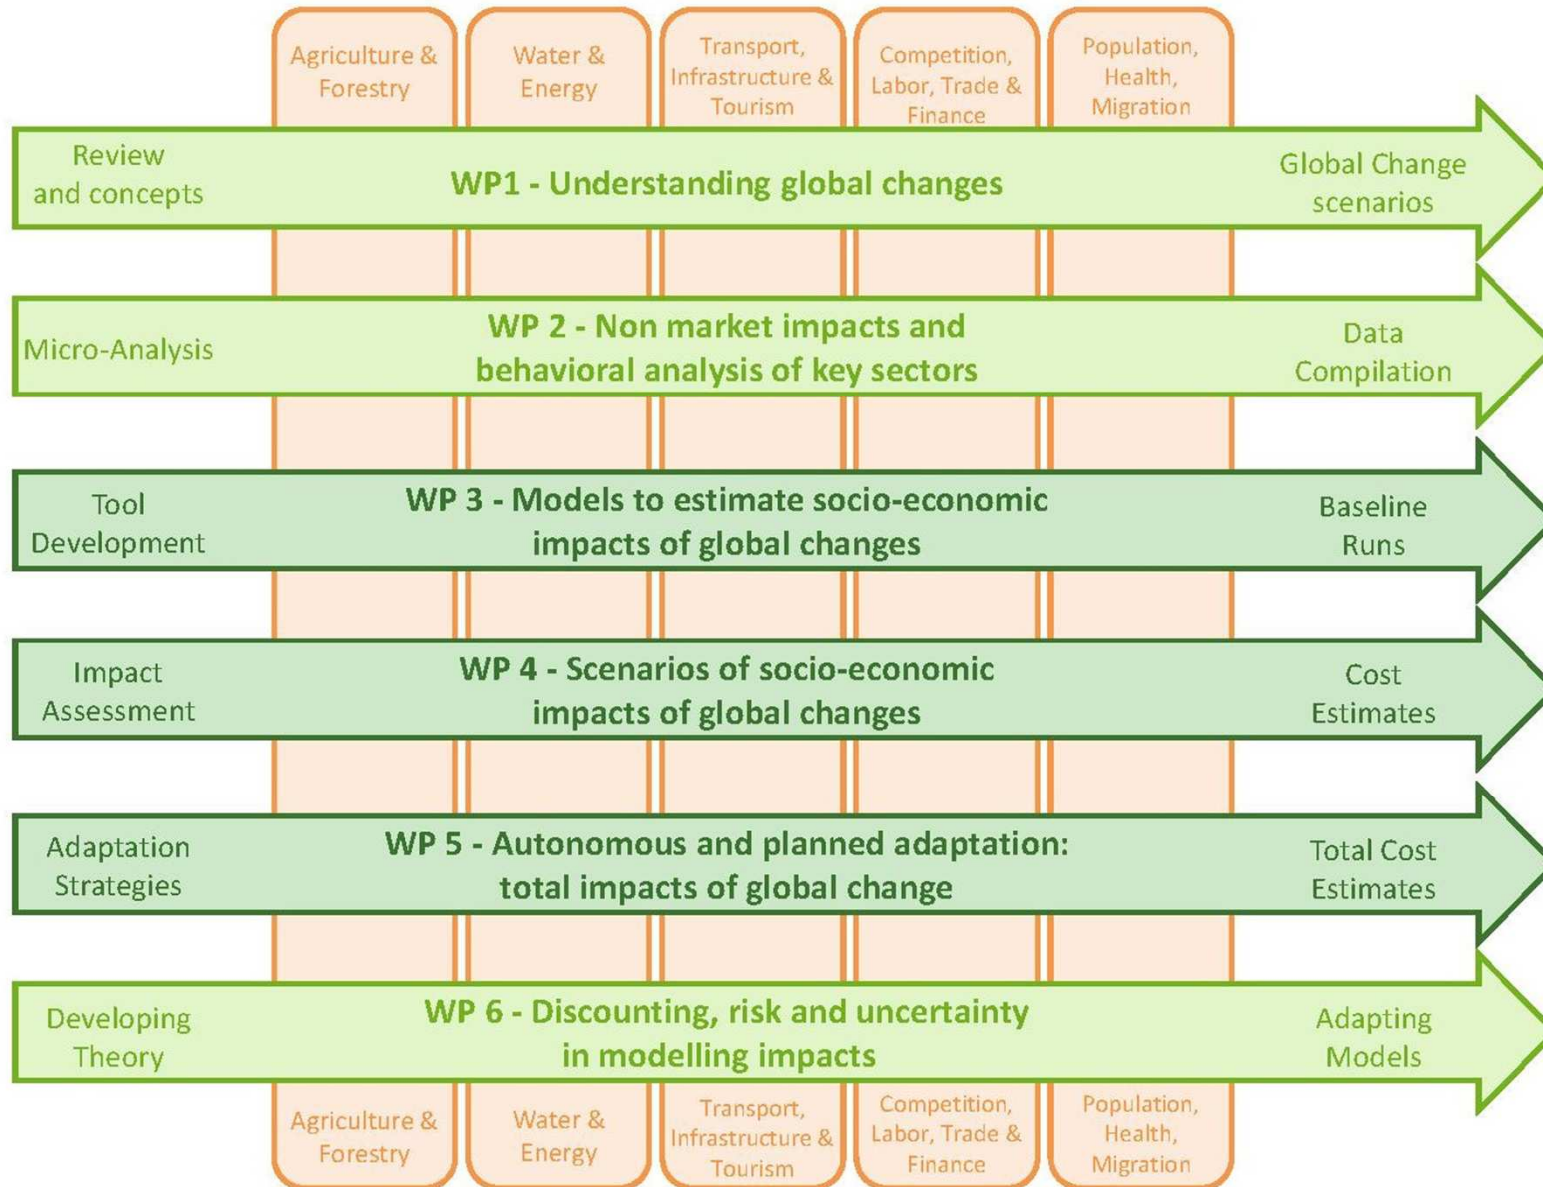 Agriculture &
Forestry
Water &
Energy
Transport,
Infrastructure &
Tourism
Competition,
Labor, Trade &
Finance
Population,
Health,
Migration
Review
and concepts
WP1 - Understanding global changes
Global Change
scenarios
Micro-Analysis
WP 2 - Non market impacts and
behavioral analysis of key sectors
Data
Compilation
Tool
Development
WP 3 - Models to estimate socio-economic
impacts of global changes
Baseline
Runs
Impact
Assessment
WP 4 - Scenarios of socio-economic
impacts of global changes
Cost
Estimates
Adaptation
Strategies
WP 5 - Autonomous and planned adaptation:
total impacts of global change
Total Cost
Estimates
Developing
Theory
WP 6 - Discounting, risk and uncertainty
in modelling impacts
Adapting
Models
Agriculture &
Forestry
Water &
Energy
Transport,
Infrastructure &
Tourism
Competition,
Labor, Trade &
Finance
Population,
Health,
Migration